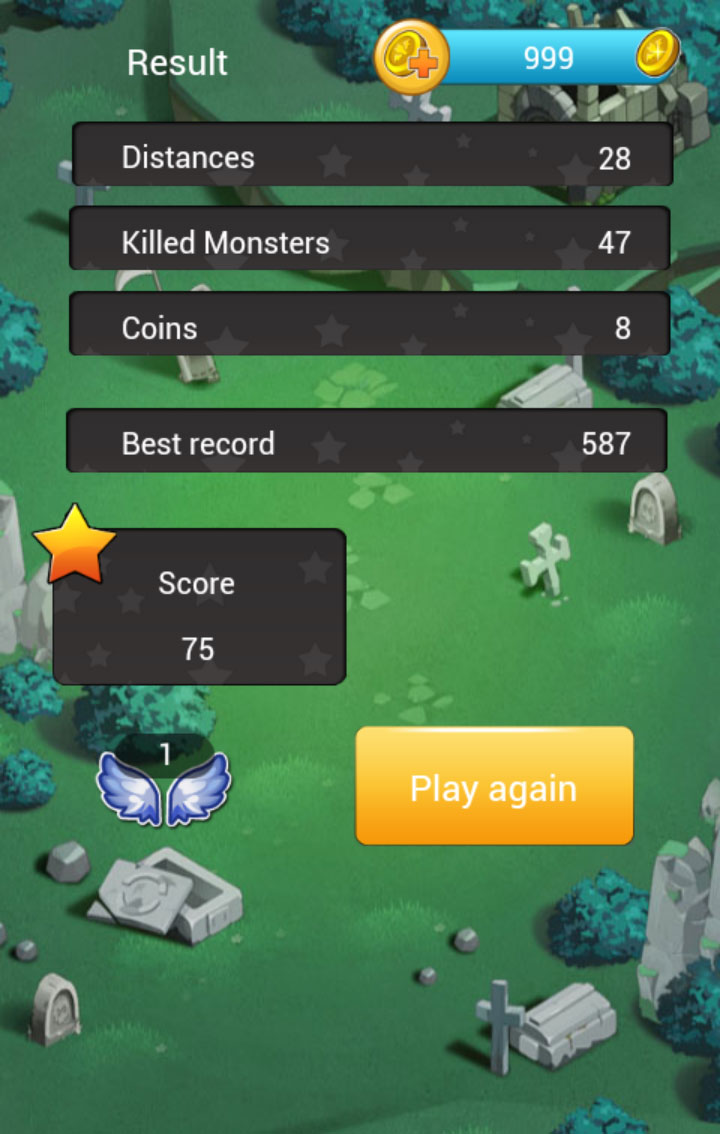 Result
999
Distances 28
Killed Monsters 47
Coins 8
Best record 587
Score
75
1
Play again